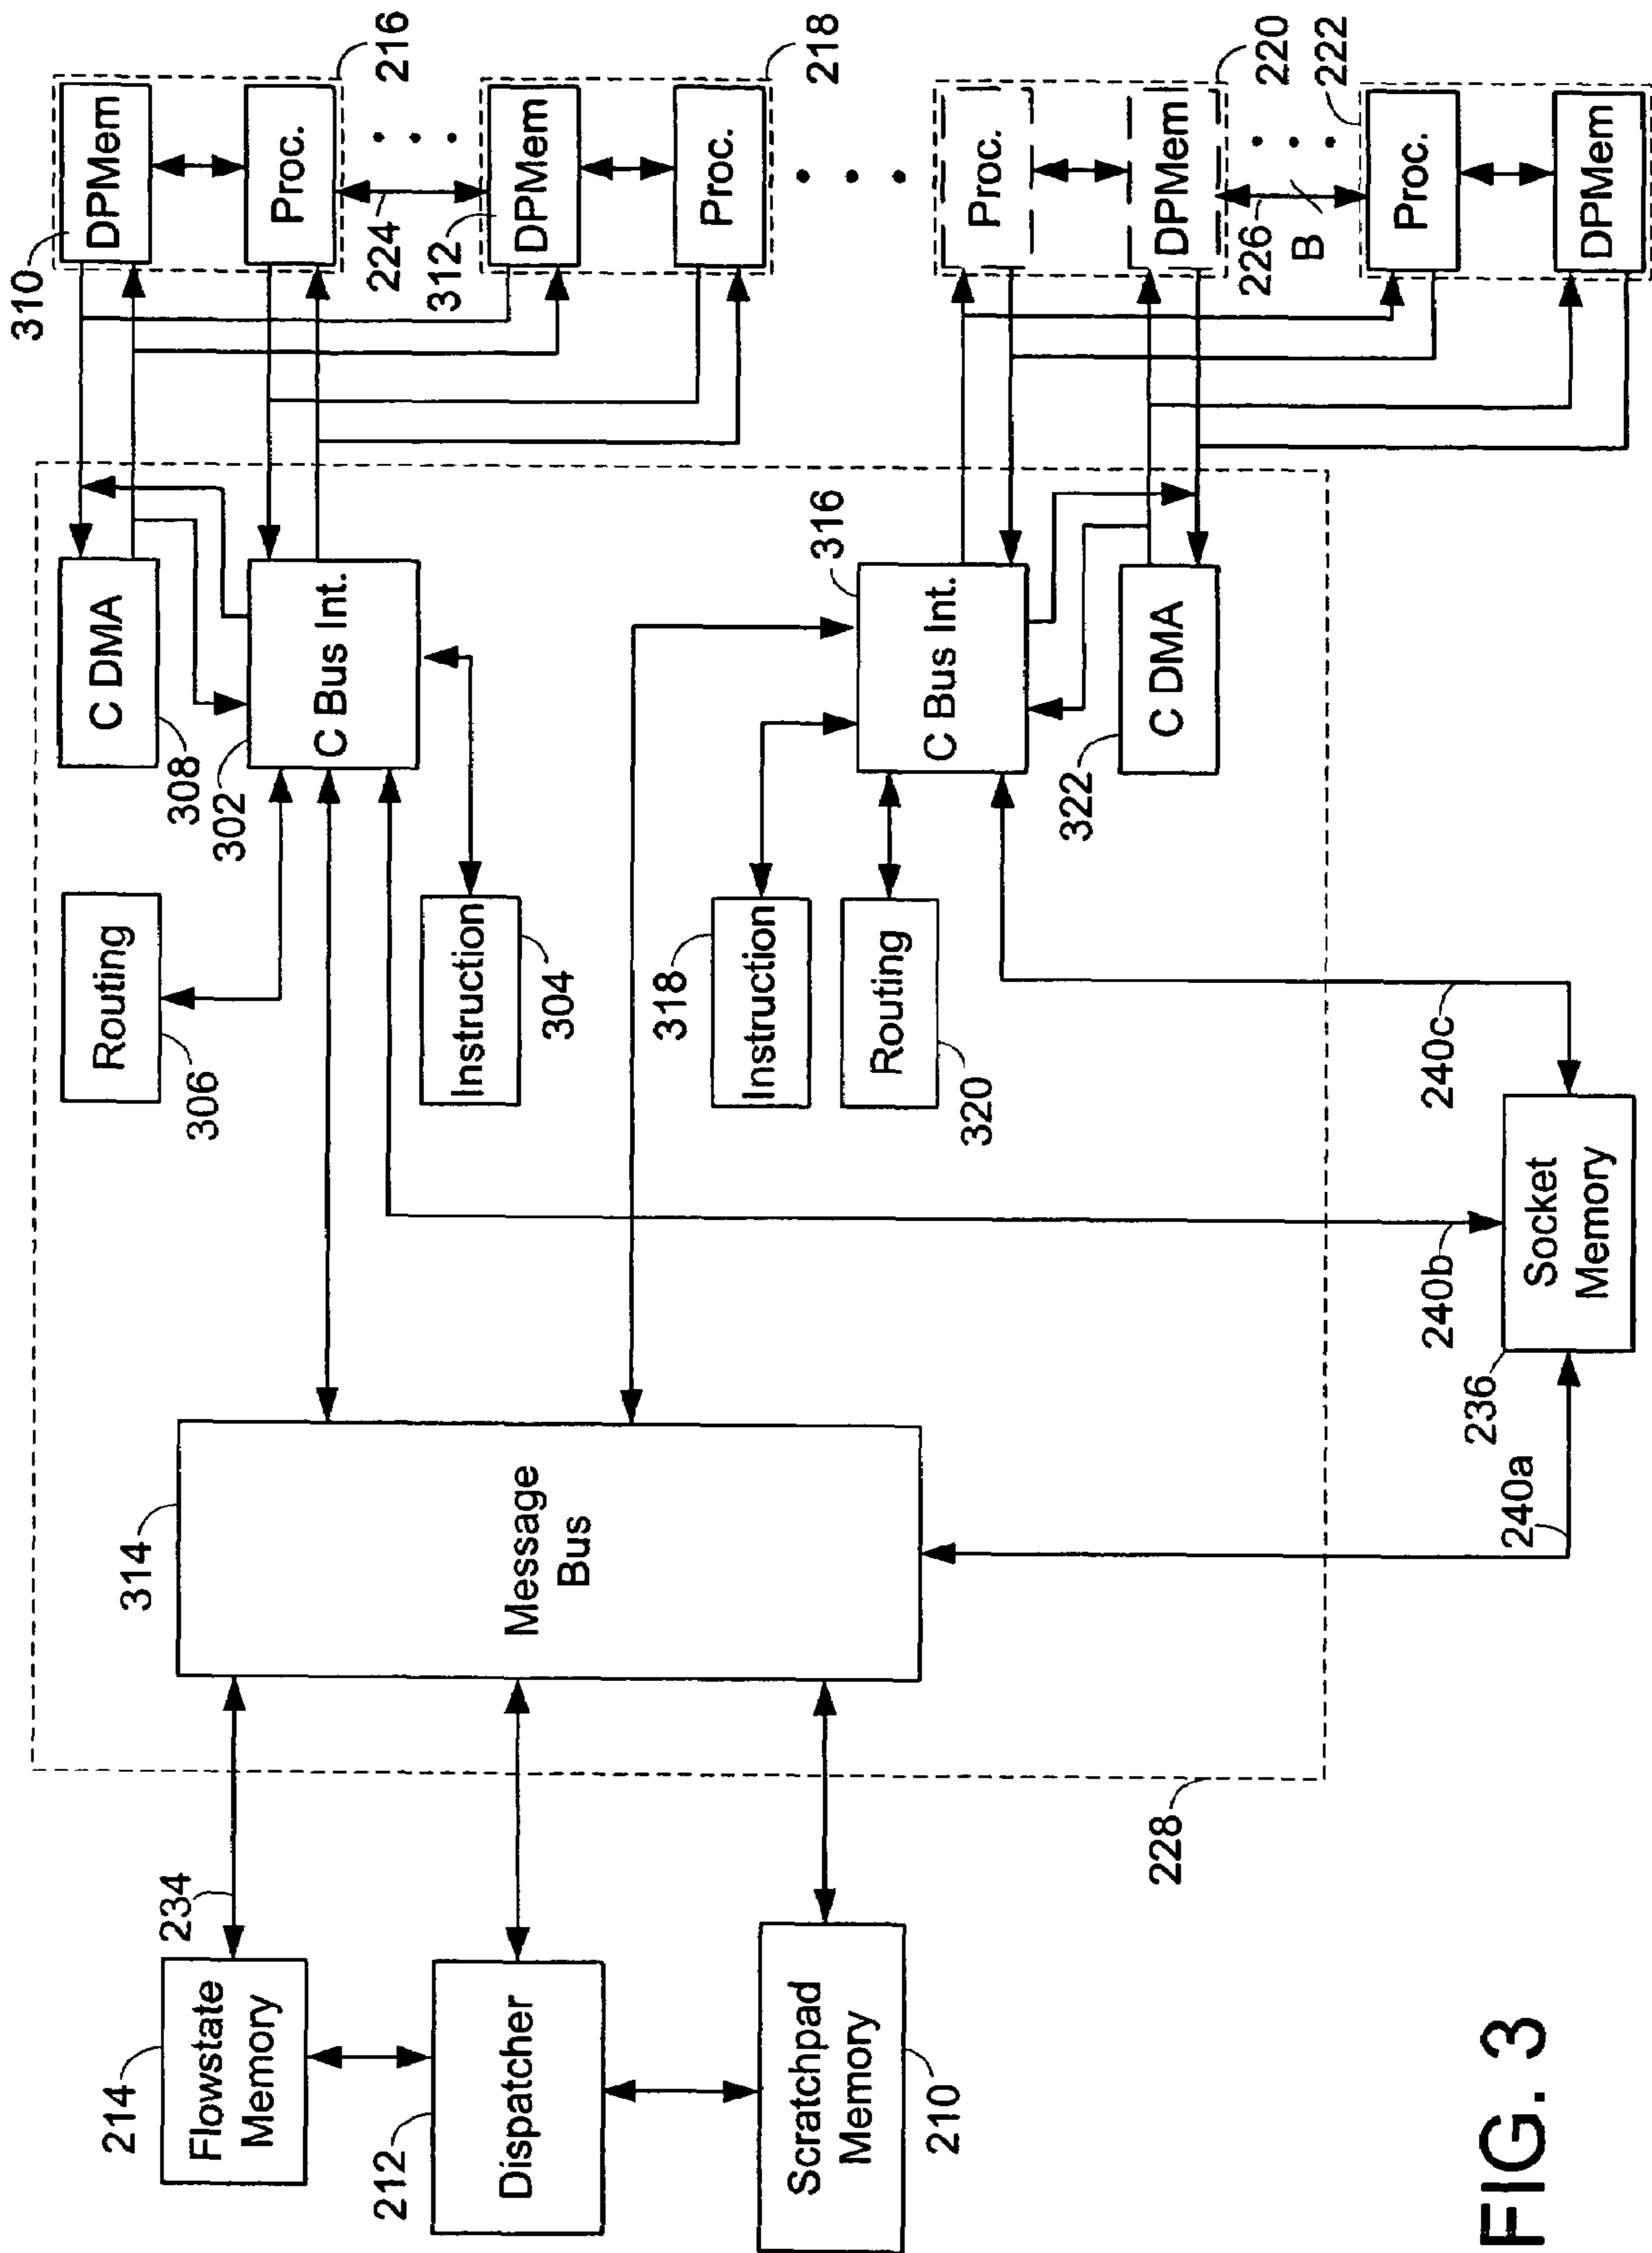 310
DPMem
Proc.
216
224
312
DPMem
Proc.
218
Proc.
DPMem
220
226
B
222
Proc.
DPMem
C DMA
308
302
C Bus Int.
316
C Bus Int.
322
C DMA
Routing
306
Instruction
304
318
Instruction
Routing
320
240c
240b
Socket
Memory
236
240a
314
Message
Bus
228
234
214
Flowstate
Memory
212
Dispatcher
Scratchpad
Memory
210
FIG. 3